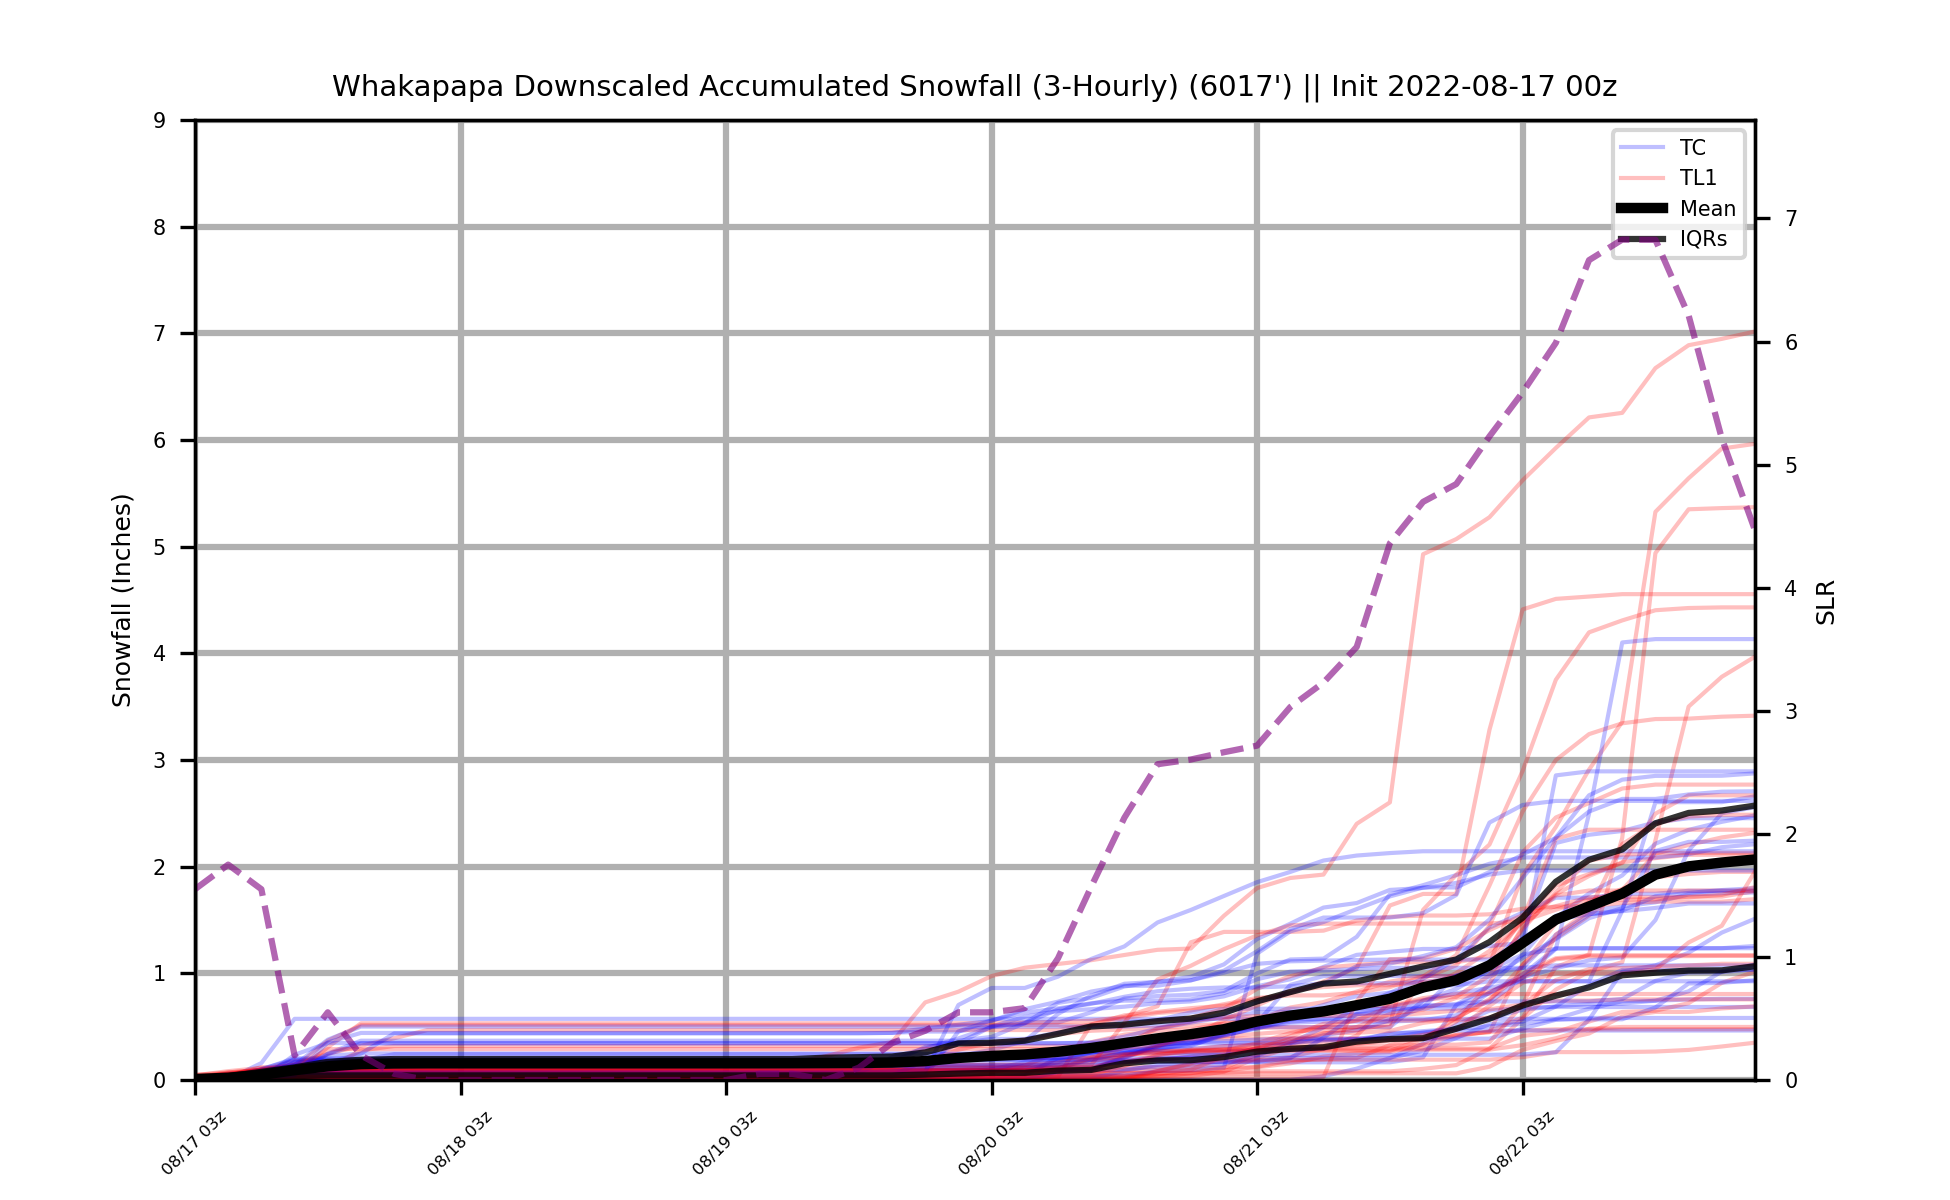 Whakapapa Downscaled Accumulated Snowfall (3-Hourly) (6017') || Init 2022-08-17 00z
TC
TL1
Mean
IQRs
Snowfall (Inches)
9
8
7
6
5
4
3
2
1
0
SLR
7
6
5
4
3
2
1
0
08/17 03z
08/18 03z
08/19 03z
08/20 03z
08/21 03z
08/22 03z